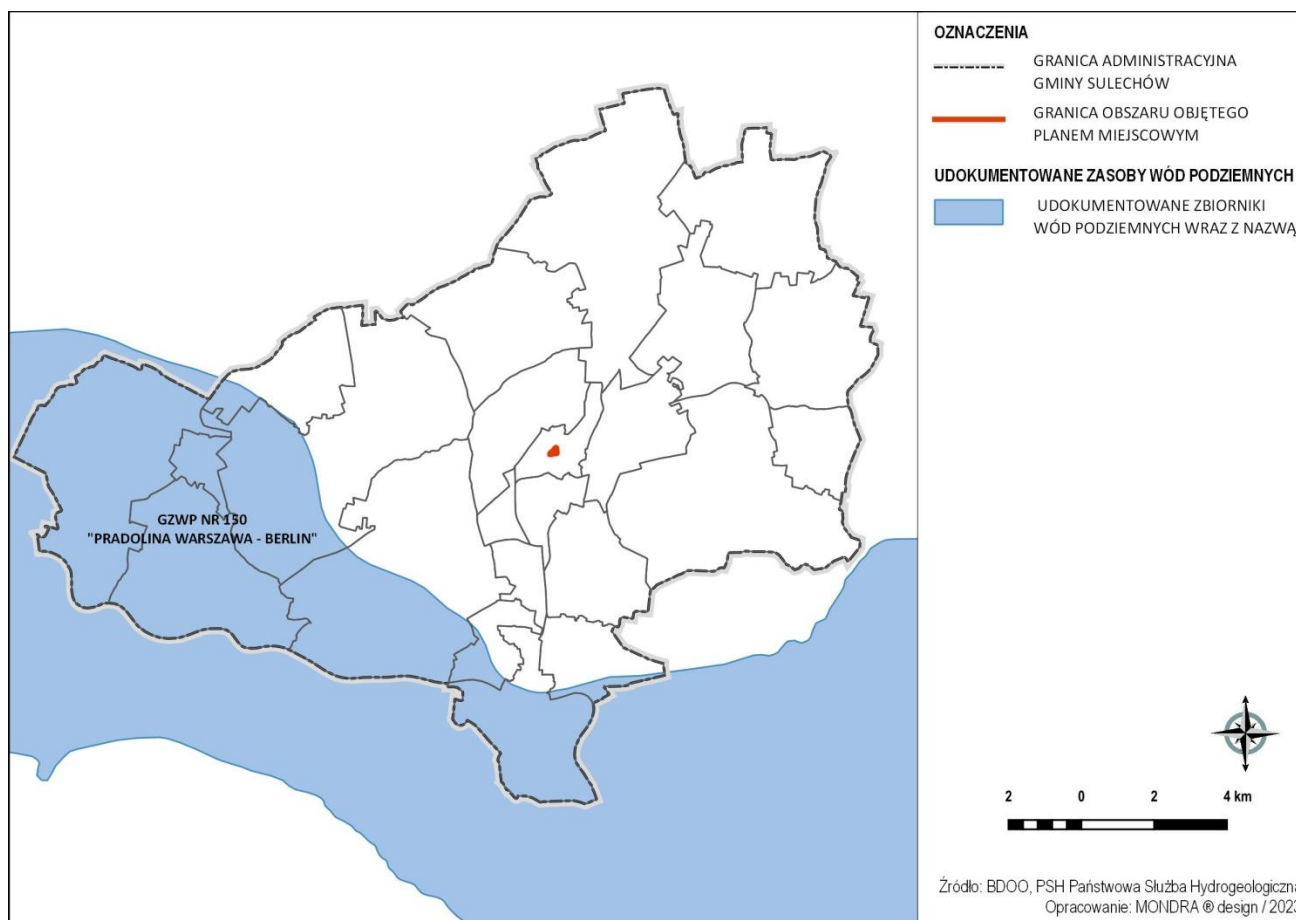 OZNACZENIA
GRANICA ADMINISTRACYJNA
GMINY SULECHÓW
GRANICA OBSZARU OBJĘTEGO
PLANEM MIEJSCOWYM
UDOKUMENTOWANE ZASOBY WÓD PODZIEMNYCH
UDOKUMENTOWANE ZBIORNIKI
WÓD PODZIEMNYCH WRAZ Z NAZWĄ
GZWP NR 150
"PRADOLINA WARSZAWA - BERLIN"
2 0 2 4 km
Źródło: BDOO, PSH Państwowa Służba Hydrogeologiczna
Opracowanie: MONDRA ® design / 2023